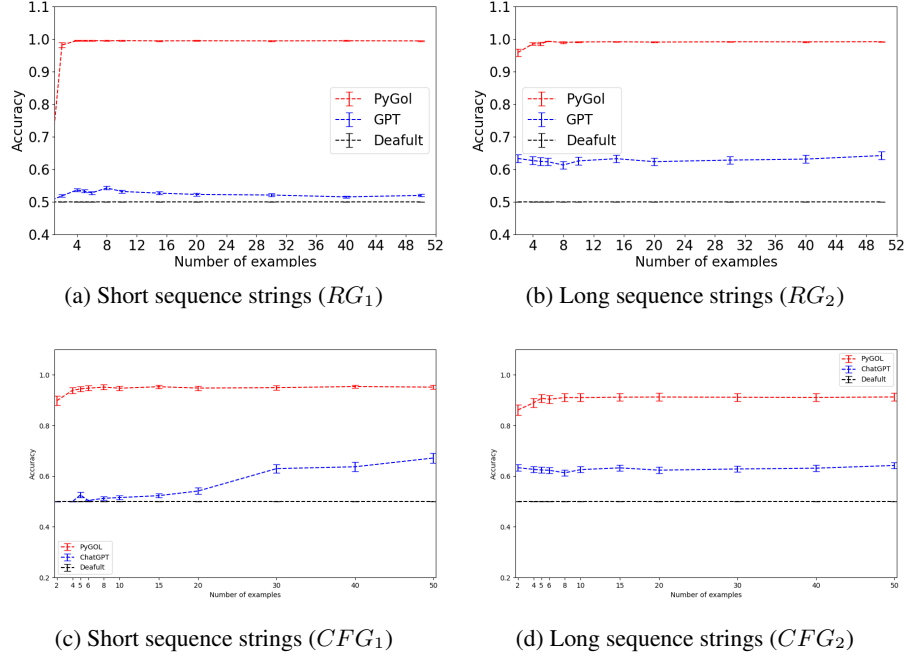 1.1
1.0
0.9
0.8
0.7
0.6
0.5
0.4
Accuracy
PyGol
GPT
Deafult
4 8 12 16 20 24 28 32 36 40 44 48 52
Number of examples
(a) Short sequence strings (RG₁)
1.1
1.0
0.9
0.8
0.7
0.6
0.5
0.4
Accuracy
PyGol
GPT
Deafult
4 8 12 16 20 24 28 32 36 40 44 48 52
Number of examples
(b) Long sequence strings (RG₂)
1.0
0.8
0.6
0.4
0.2
Accuracy
PyGOL
ChatGPT
Deafult
2 4 5 6 8 10 15 20 30 40 50
Number of examples
(c) Short sequence strings (CFG₁)
1.0
0.8
0.6
0.4
0.2
Accuracy
PyGOL
ChatGPT
Deafult
2 4 5 6 8 10 15 20 30 40 50
Number of examples
(d) Long sequence strings (CFG₂)